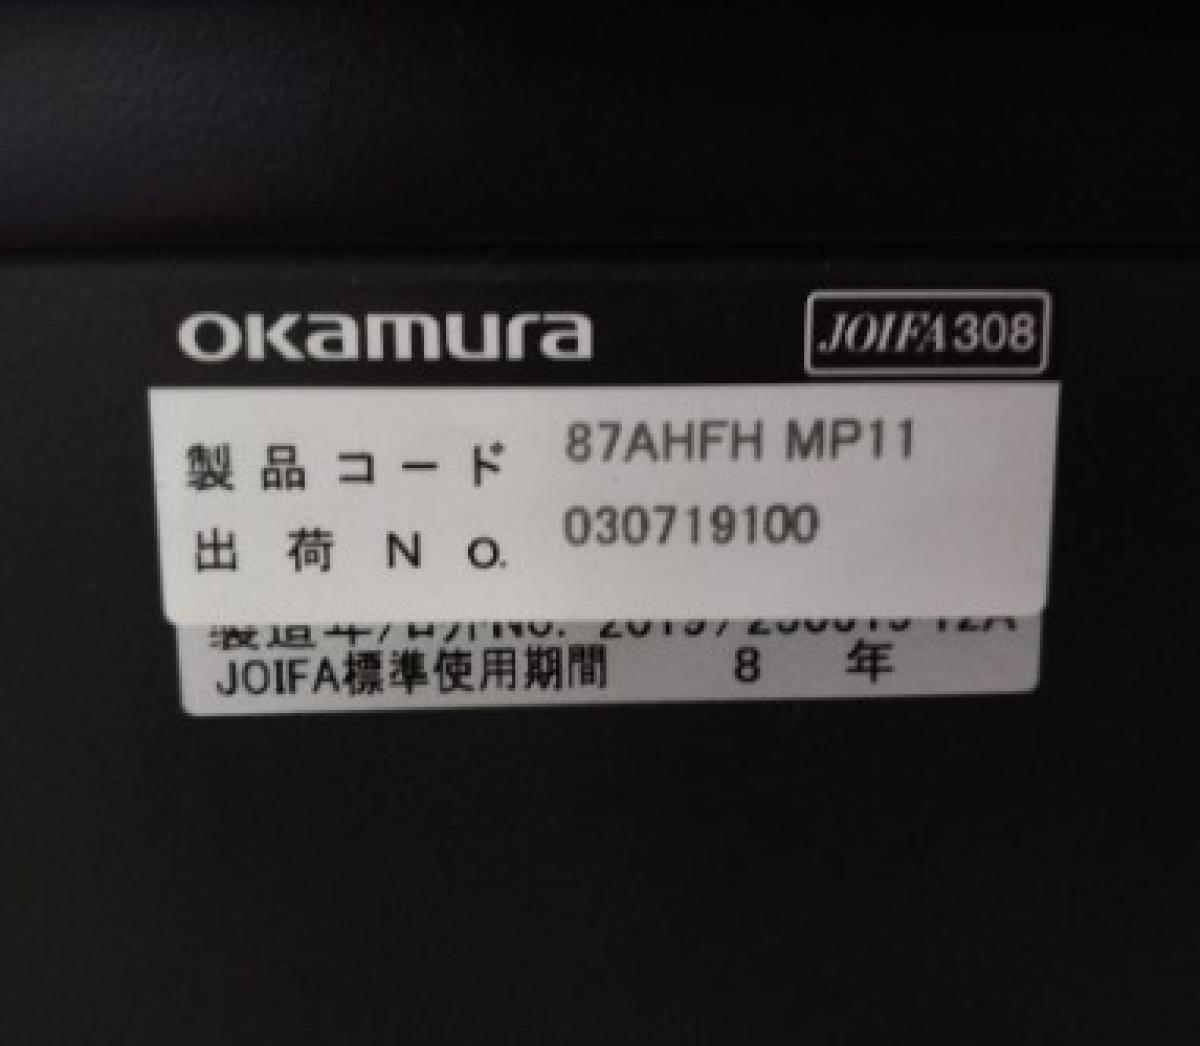 okamura
JOIFA308
製品コード 87AHFH MP11
出荷No. 030719100
JOIFA標準使用期間 8 年